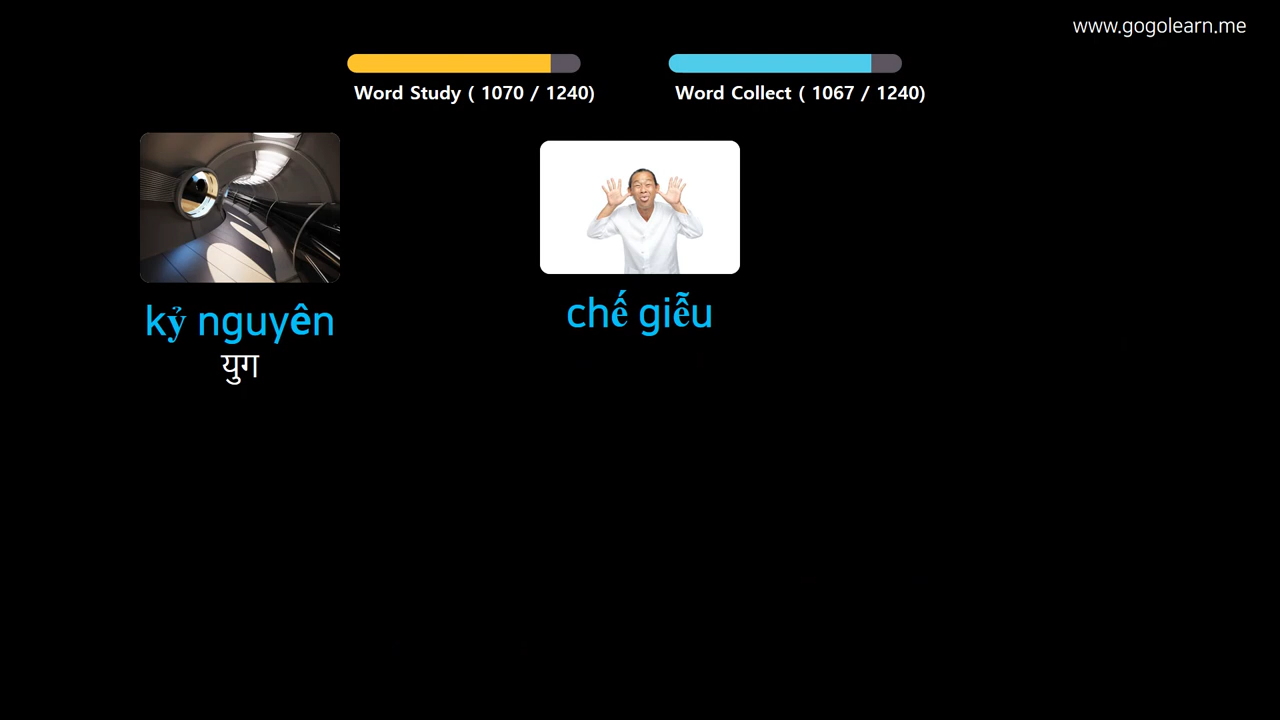 www.gogolearn.me
Word Study ( 1070 / 1240)
Word Collect ( 1067 / 1240)
kỷ nguyên
युग
chế giễu